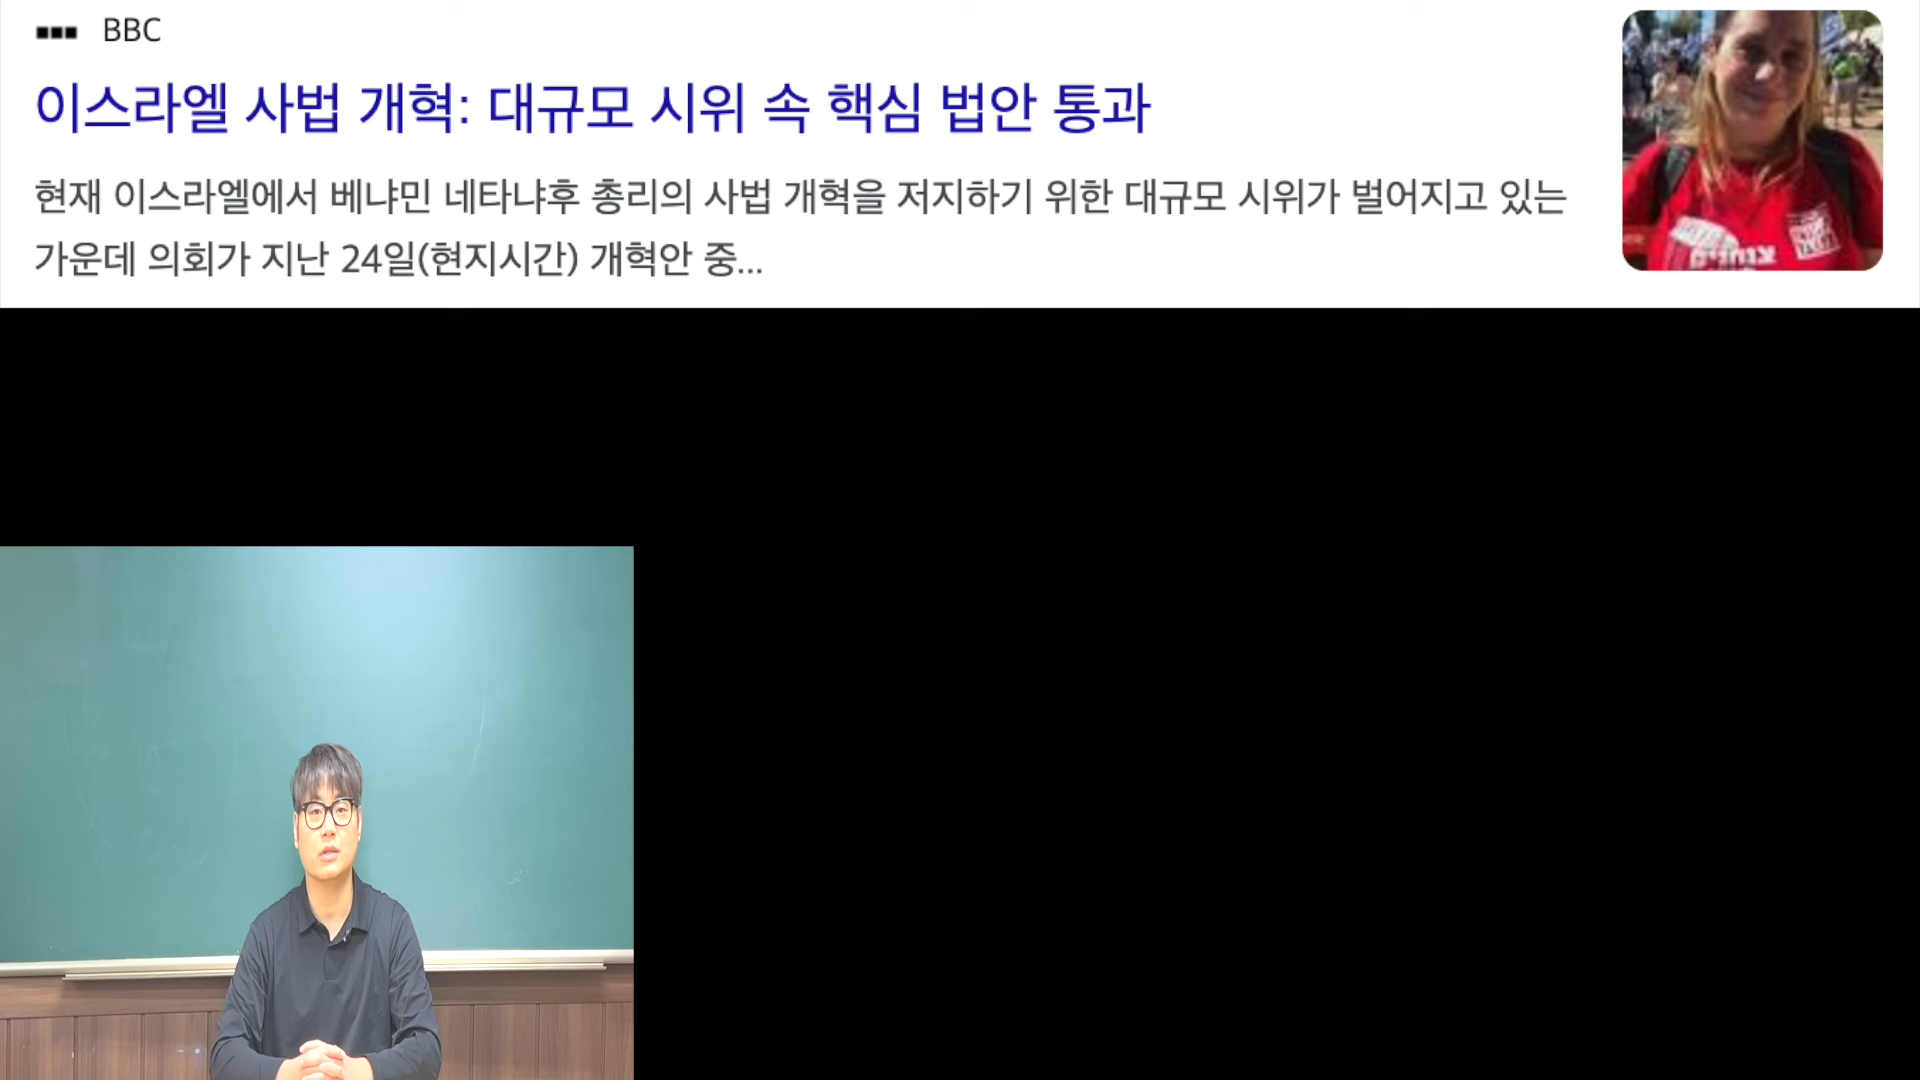 BBC
이스라엘 사법 개혁: 대규모 시위 속 핵심 법안 통과
현재 이스라엘에서 베냐민 네타냐후 총리의 사법 개혁을 저지하기 위한 대규모 시위가 벌어지고 있는
가운데 의회가 지난 24일(현지시간) 개혁안 중...